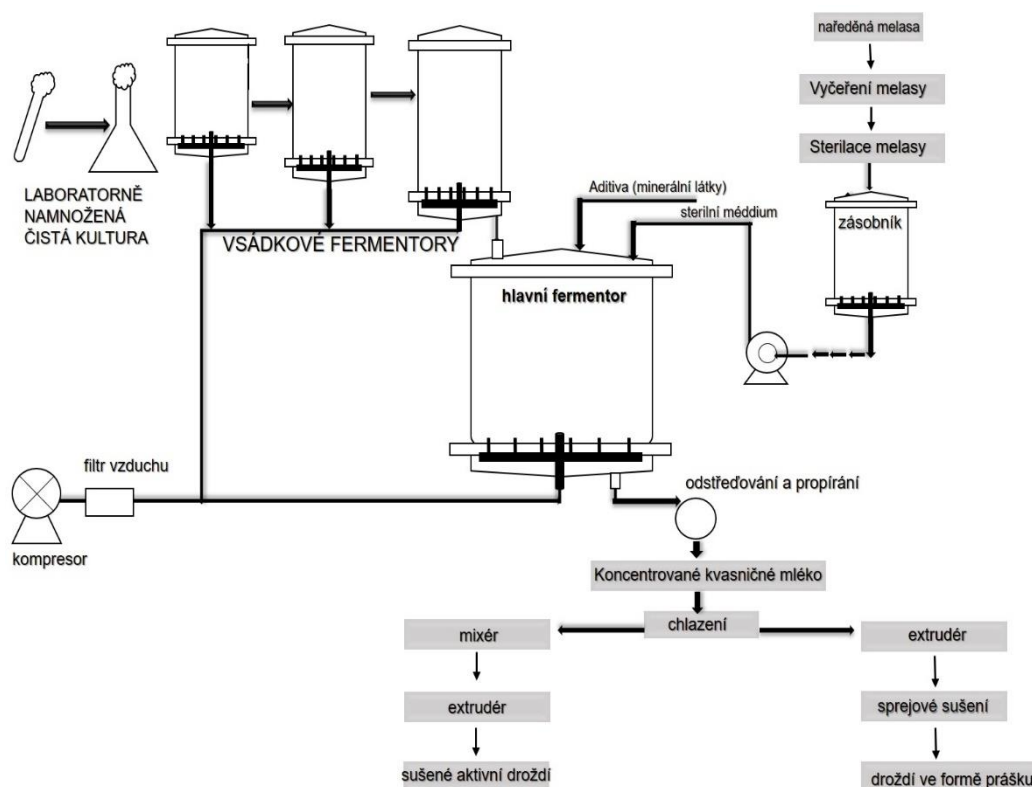 naředěná melasa
Vyčeření melasy
Sterilace melasy
zásobník
LABORATORNĚ
NAMNOŽENÁ
ČISTÁ KULTURA
VSÁDKOVÉ FERMENTORY
Aditiva (minerální látky)
sterilní méddium
hlavní fermentor
filtr vzduchu
kompresor
odstřeďování a propírání
Koncentrované kvasničné mléko
chlazení
mixér
extrudér
sušené aktivní droždí
extrudér
sprejové sušení
droždí ve formě prášku